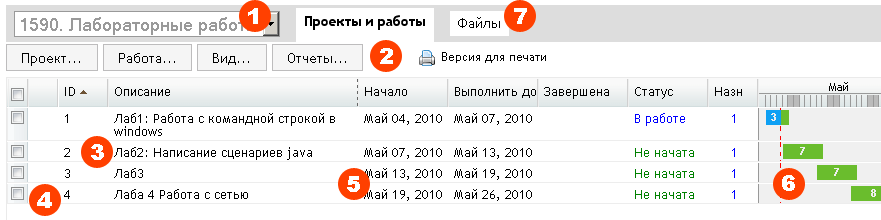 1590. Лабораторные рабо 1 Проекты и работы Файлы 7
Проект... Работа... Вид... Отчеты... 2 Версия для печати
ID Описание Начало Выполнить до Завершена Статус Назн Май
1 Лаб1: Работа с командной строкой в windows Май 04, 2010 Май 07, 2010 В работе 1 3
2 3 Лаб2: Написание сценариев java Май 07, 2010 Май 13, 2010 Не начата 1 7
3 Лаб3 5 Май 13, 2010 Май 19, 2010 Не начата 1 6 7
4 4 Лаба 4 Работа с сетью Май 19, 2010 Май 26, 2010 Не начата 1 8